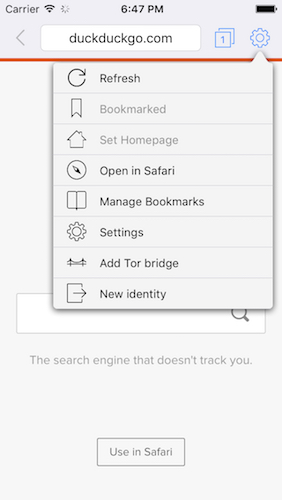 Carrier 6:47 PM
duckduckgo.com 1
Refresh
Bookmarked
Set Homepage
Open in Safari
Manage Bookmarks
Settings
Add Tor bridge
New identity
The search engine that doesn't track you.
Use in Safari